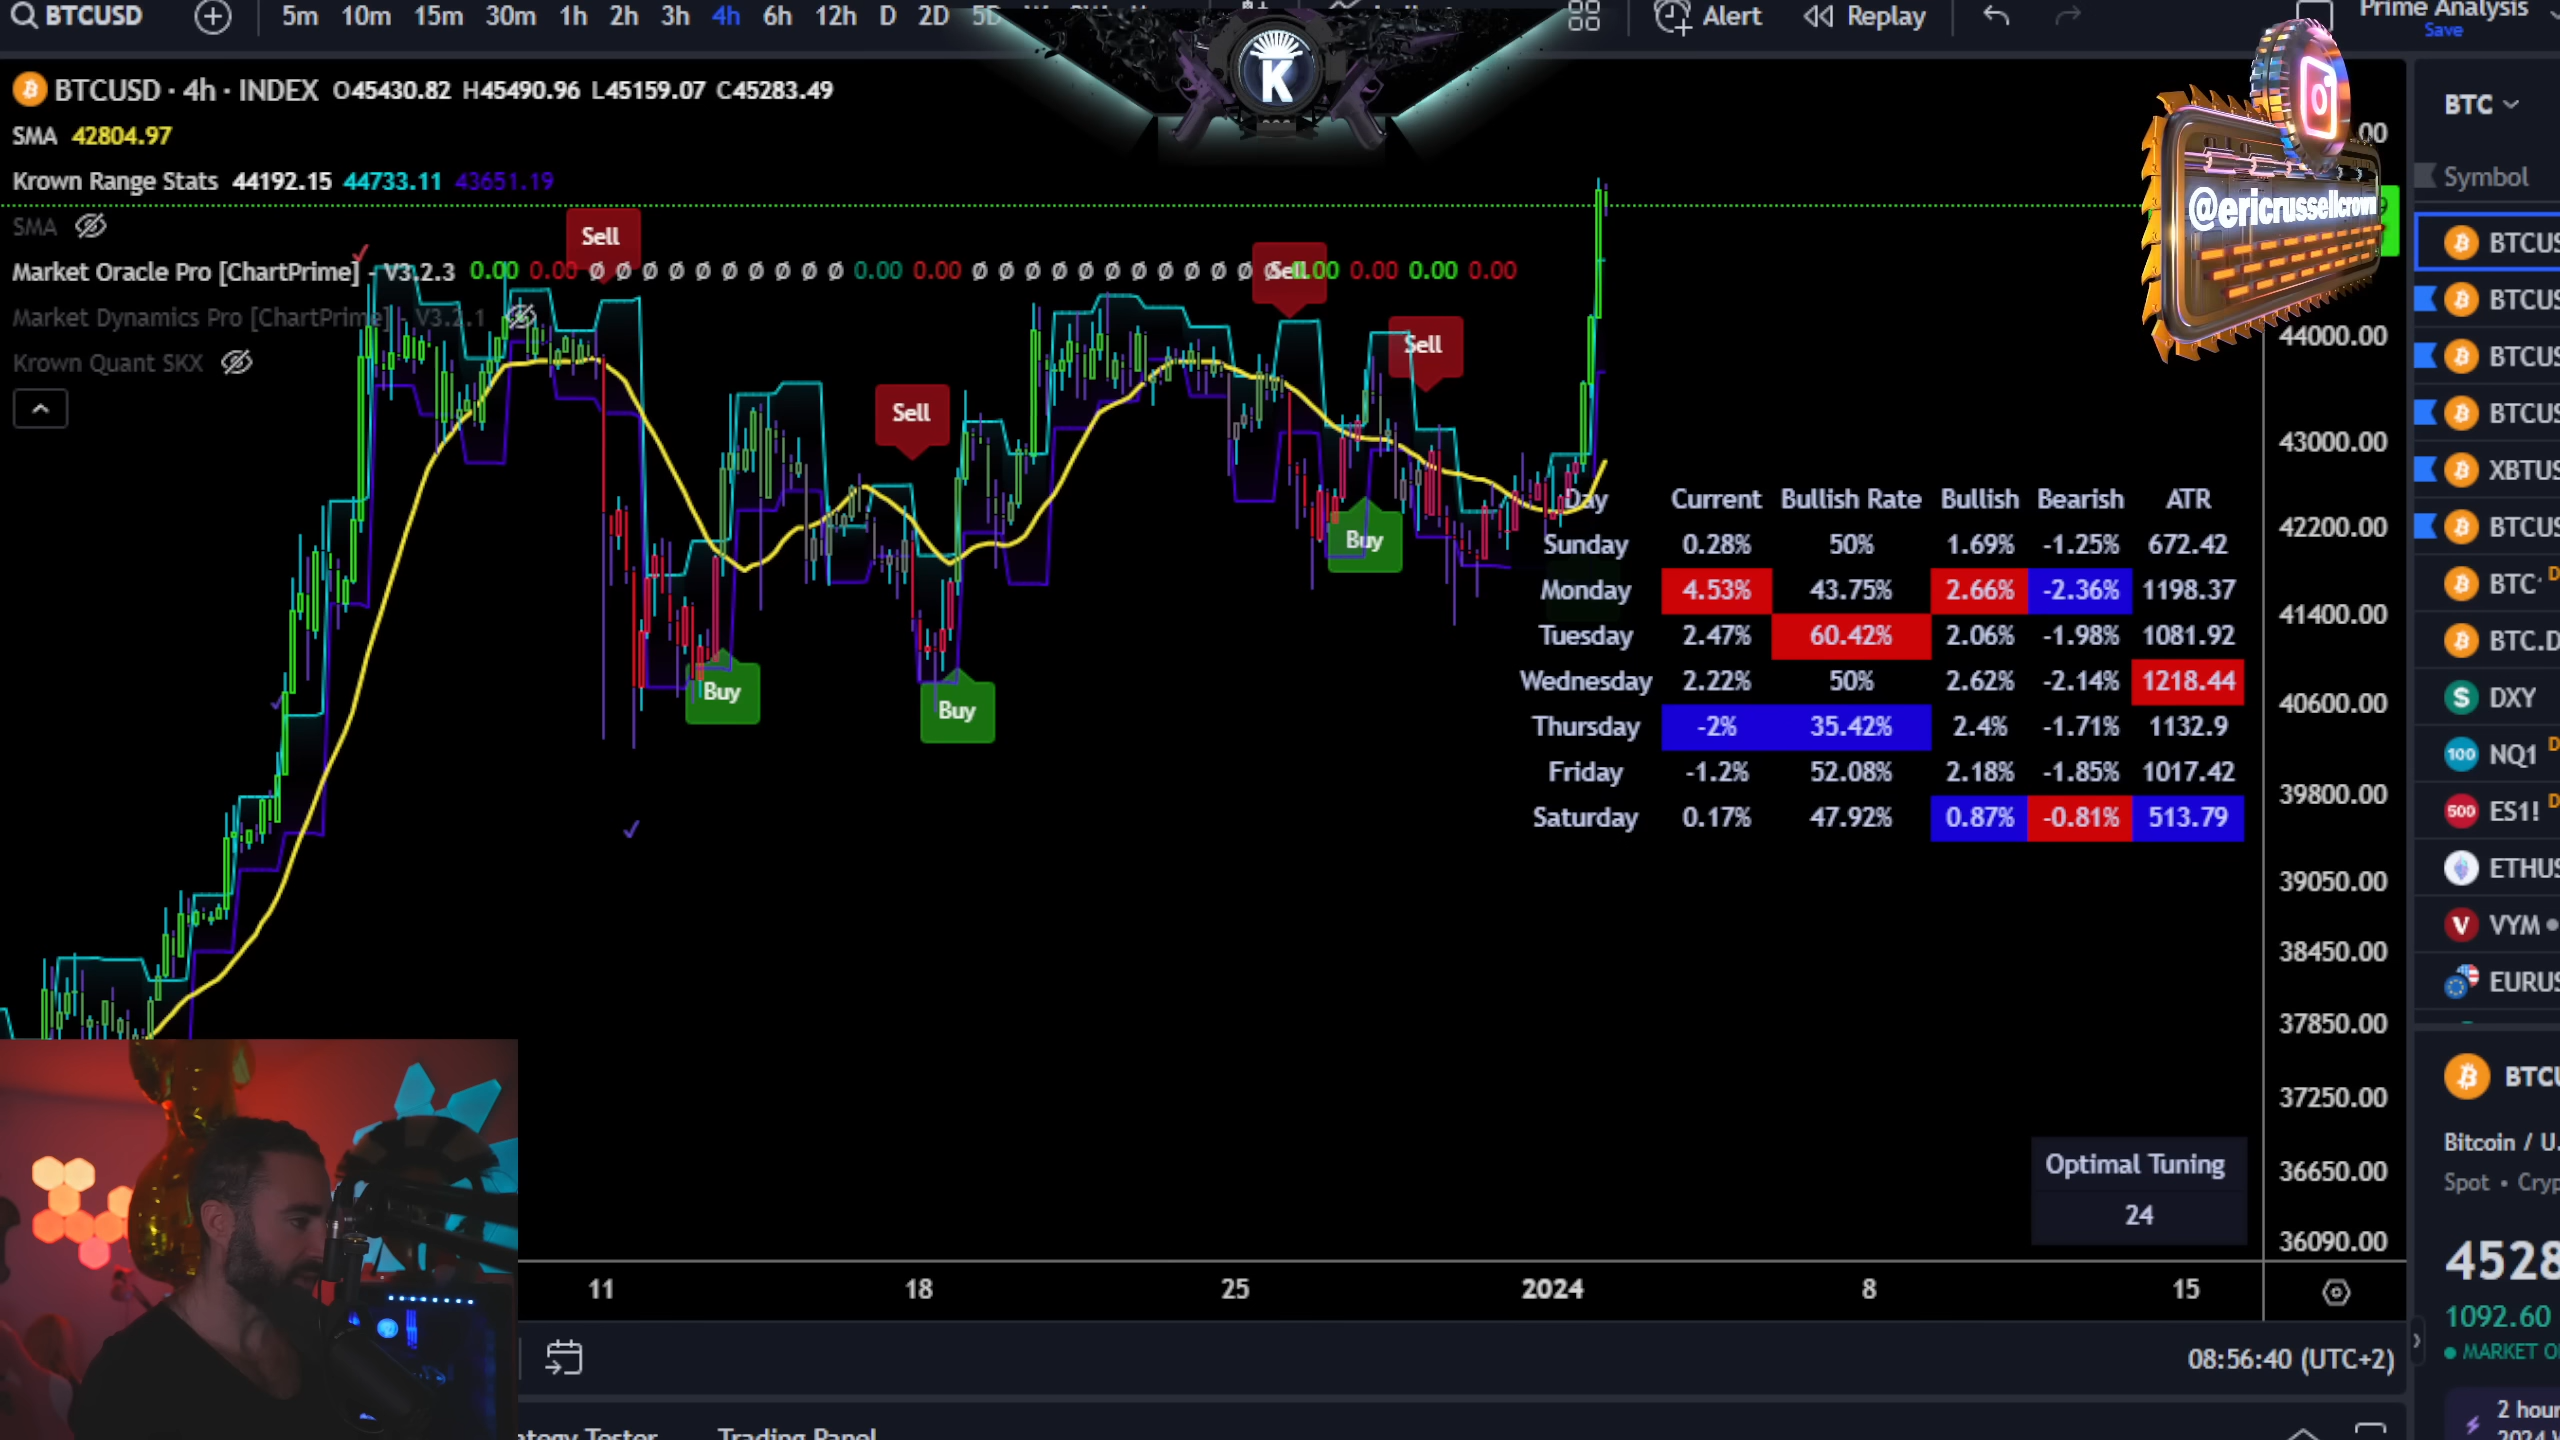 BTCUSD 5m 10m 15m 30m 1h 2h 3h 4h 6h 12h D 2D 5D Alert Replay Prime Analysis
Save
BTCUSD · 4h · INDEX O45430.82 H45490.96 L45159.07 C45283.49
SMA 42804.97
Krown Range Stats 44192.15 44733.11 43651.19
SMA
Market Oracle Pro [ChartPrime] - V3.2.3 0.00 0.00 ø ø ø ø ø ø ø ø ø ø 0.00 0.00 ø ø ø ø ø ø ø ø ø ø ø ø 0.00 0.00 0.00 0.00
Market Dynamics Pro [ChartPrime] - V3.2.1
Krown Quant SKX
K
@ericrussellcrown
Sell
Sell
Sell
Sell
Buy
Buy
Buy
Day Current Bullish Rate Bullish Bearish ATR
Sunday 0.28% 50% 1.69% -1.25% 672.42
Monday 4.53% 43.75% 2.66% -2.36% 1198.37
Tuesday 2.47% 60.42% 2.06% -1.98% 1081.92
Wednesday 2.22% 50% 2.62% -2.14% 1218.44
Thursday -2% 35.42% 2.4% -1.71% 1132.9
Friday -1.2% 52.08% 2.18% -1.85% 1017.42
Saturday 0.17% 47.92% 0.87% -0.81% 513.79
Optimal Tuning
24
00
44000.00
43000.00
42200.00
41400.00
40600.00
39800.00
39050.00
38450.00
37850.00
37250.00
36650.00
36090.00
11 18 25 2024 8 15
08:56:40 (UTC+2)
Trading Panel
BTC
Symbol
BTCUS
BTCUS
BTCUS
BTCUS
XBTUS
BTCUS
BTC D
BTC.D
DXY
100 NQ1 D
500 ES1! D
ETHUS
VYM
EURUS
BTCU
Bitcoin / U.
Spot • Cryp
4528
1092.60
MARKET O
2 hour